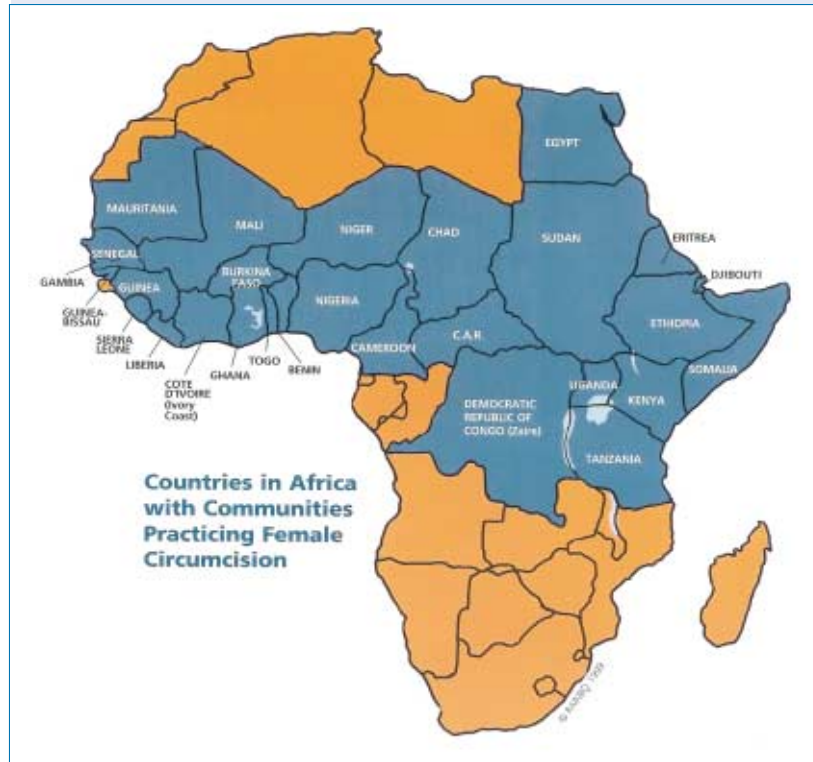 EGYPT
MAURITANIA
MALI
NIGER
CHAD
SUDAN
ERITREA
SENEGAL
DJIBOUTI
GAMBIA
GUINEA
BURKINA
FASO
NIGERIA
GUINEA-
BISSAU
ETHIOPIA
SIERRA
LEONE
CAMEROON
C.A.R.
SOMALIA
LIBERIA
TOGO
BENIN
GHANA
COTE
D'IVOIRE
(Ivory
Coast)
UGANDA
KENYA
DEMOCRATIC
REPUBLIC OF
CONGO (Zaire)
TANZANIA
Countries in Africa
with Communities
Practicing Female
Circumcision
1999